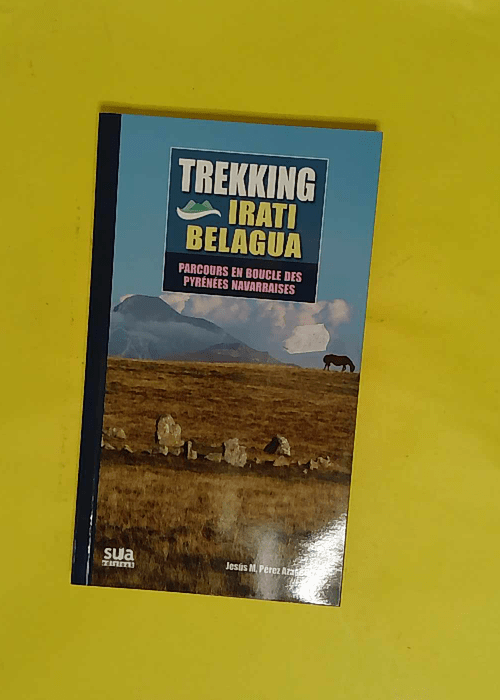 TREKKING
IRATI
BELAGUA
PARCOURS EN BOUCLE DES
PYRÉNÉES NAVARRAISES
sua
Jesús M. Pérez